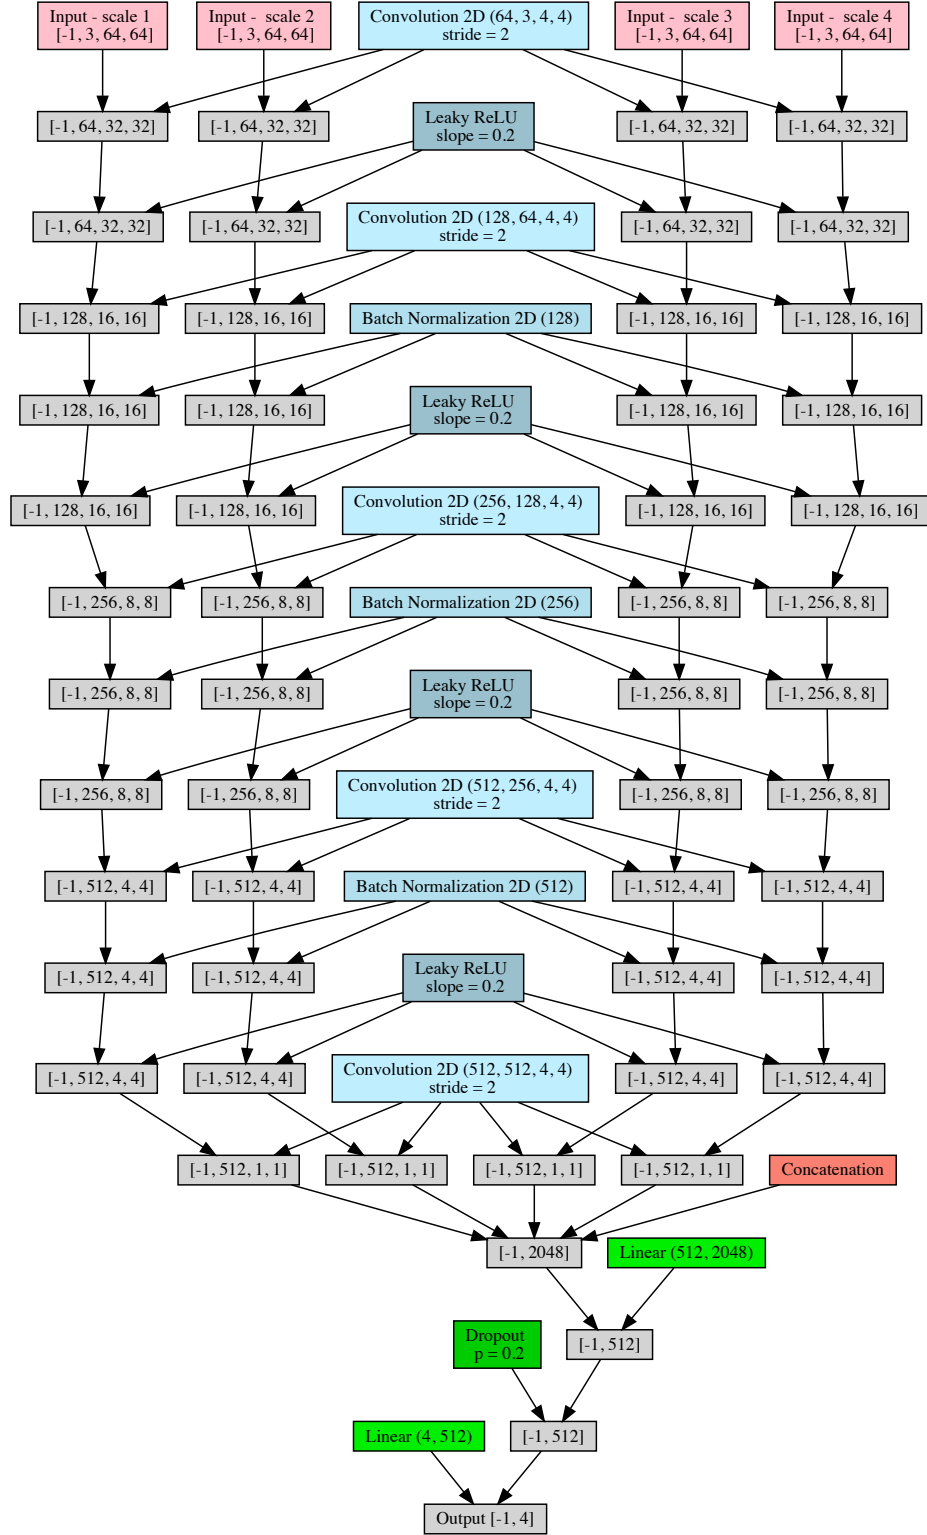 Input - scale 1
[-1, 3, 64, 64]
Input - scale 2
[-1, 3, 64, 64]
Convolution 2D (64, 3, 4, 4)
stride = 2
Input - scale 3
[-1, 3, 64, 64]
Input - scale 4
[-1, 3, 64, 64]
[-1, 64, 32, 32]
[-1, 64, 32, 32]
Leaky ReLU
slope = 0.2
[-1, 64, 32, 32]
[-1, 64, 32, 32]
[-1, 64, 32, 32]
[-1, 64, 32, 32]
Convolution 2D (128, 64, 4, 4)
stride = 2
[-1, 64, 32, 32]
[-1, 64, 32, 32]
[-1, 128, 16, 16]
[-1, 128, 16, 16]
Batch Normalization 2D (128)
[-1, 128, 16, 16]
[-1, 128, 16, 16]
[-1, 128, 16, 16]
[-1, 128, 16, 16]
Leaky ReLU
slope = 0.2
[-1, 128, 16, 16]
[-1, 128, 16, 16]
[-1, 128, 16, 16]
[-1, 128, 16, 16]
Convolution 2D (256, 128, 4, 4)
stride = 2
[-1, 128, 16, 16]
[-1, 128, 16, 16]
[-1, 256, 8, 8]
[-1, 256, 8, 8]
Batch Normalization 2D (256)
[-1, 256, 8, 8]
[-1, 256, 8, 8]
[-1, 256, 8, 8]
[-1, 256, 8, 8]
Leaky ReLU
slope = 0.2
[-1, 256, 8, 8]
[-1, 256, 8, 8]
[-1, 256, 8, 8]
[-1, 256, 8, 8]
Convolution 2D (512, 256, 4, 4)
stride = 2
[-1, 256, 8, 8]
[-1, 256, 8, 8]
[-1, 512, 4, 4]
[-1, 512, 4, 4]
Batch Normalization 2D (512)
[-1, 512, 4, 4]
[-1, 512, 4, 4]
[-1, 512, 4, 4]
[-1, 512, 4, 4]
Leaky ReLU
slope = 0.2
[-1, 512, 4, 4]
[-1, 512, 4, 4]
[-1, 512, 4, 4]
[-1, 512, 4, 4]
Convolution 2D (512, 512, 4, 4)
stride = 2
[-1, 512, 4, 4]
[-1, 512, 4, 4]
[-1, 512, 1, 1]
[-1, 512, 1, 1]
[-1, 512, 1, 1]
[-1, 512, 1, 1]
Concatenation
[-1, 2048]
Linear (512, 2048)
Dropout
p = 0.2
[-1, 512]
Linear (4, 512)
[-1, 512]
Output [-1, 4]